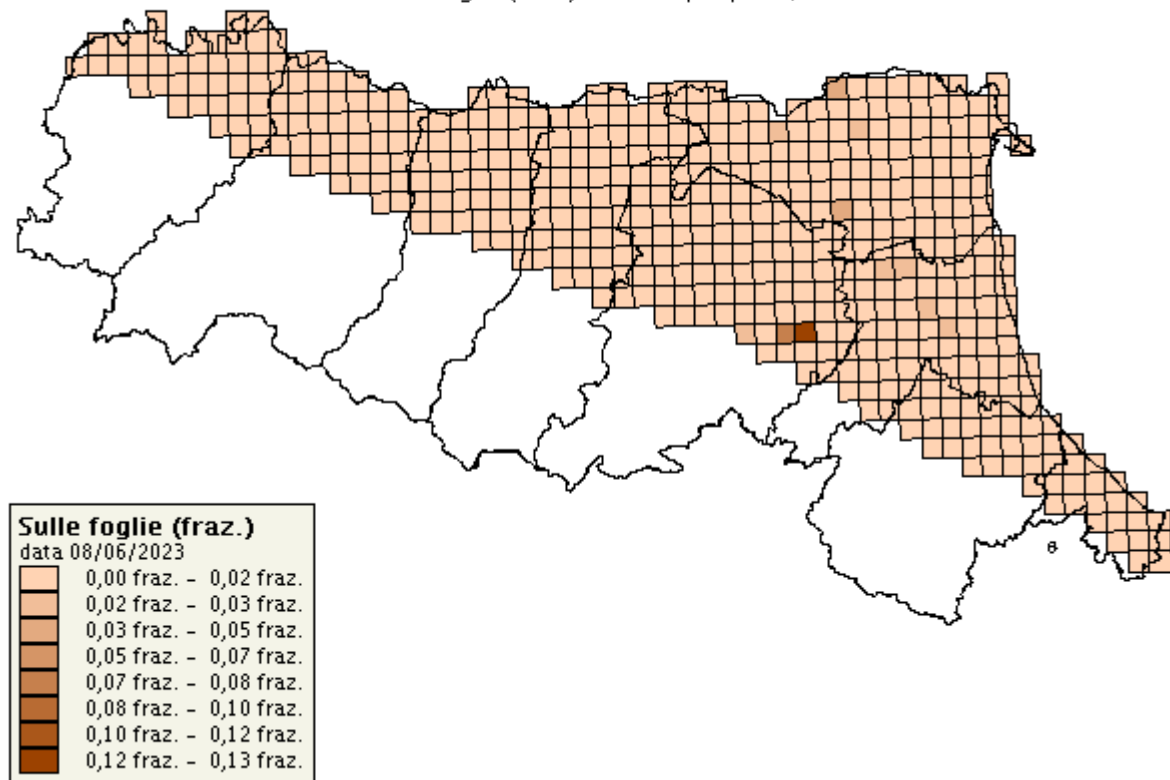 Sulle foglie (fraz.)
data 08/06/2023
0,00 fraz. - 0,02 fraz.
0,02 fraz. - 0,03 fraz.
0,03 fraz. - 0,05 fraz.
0,05 fraz. - 0,07 fraz.
0,07 fraz. - 0,08 fraz.
0,08 fraz. - 0,10 fraz.
0,10 fraz. - 0,12 fraz.
0,12 fraz. - 0,13 fraz.